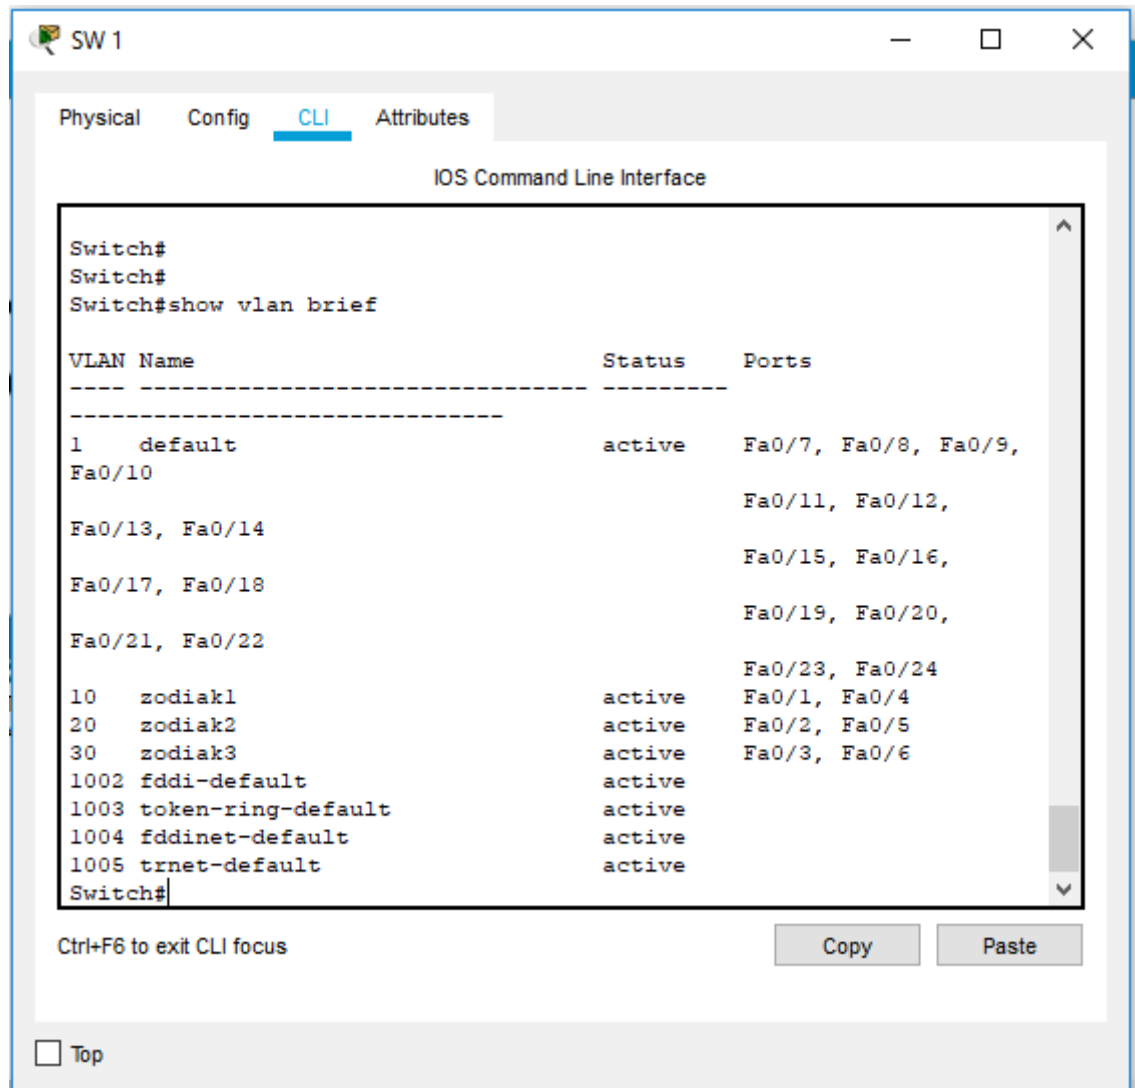 SW 1
Physical Config CLI Attributes
IOS Command Line Interface
Switch#
Switch#
Switch#show vlan brief
VLAN Name                             Status    Ports
---- -------------------------------- ---------
-------------------------------
1    default                          active    Fa0/7, Fa0/8, Fa0/9,
Fa0/10
                                                Fa0/11, Fa0/12,
Fa0/13, Fa0/14
                                                Fa0/15, Fa0/16,
Fa0/17, Fa0/18
                                                Fa0/19, Fa0/20,
Fa0/21, Fa0/22
                                                Fa0/23, Fa0/24
10   zodiak1                          active    Fa0/1, Fa0/4
20   zodiak2                          active    Fa0/2, Fa0/5
30   zodiak3                          active    Fa0/3, Fa0/6
1002 fddi-default                     active
1003 token-ring-default               active
1004 fddinet-default                  active
1005 trnet-default                    active
Switch#
Ctrl+F6 to exit CLI focus Copy Paste
Top